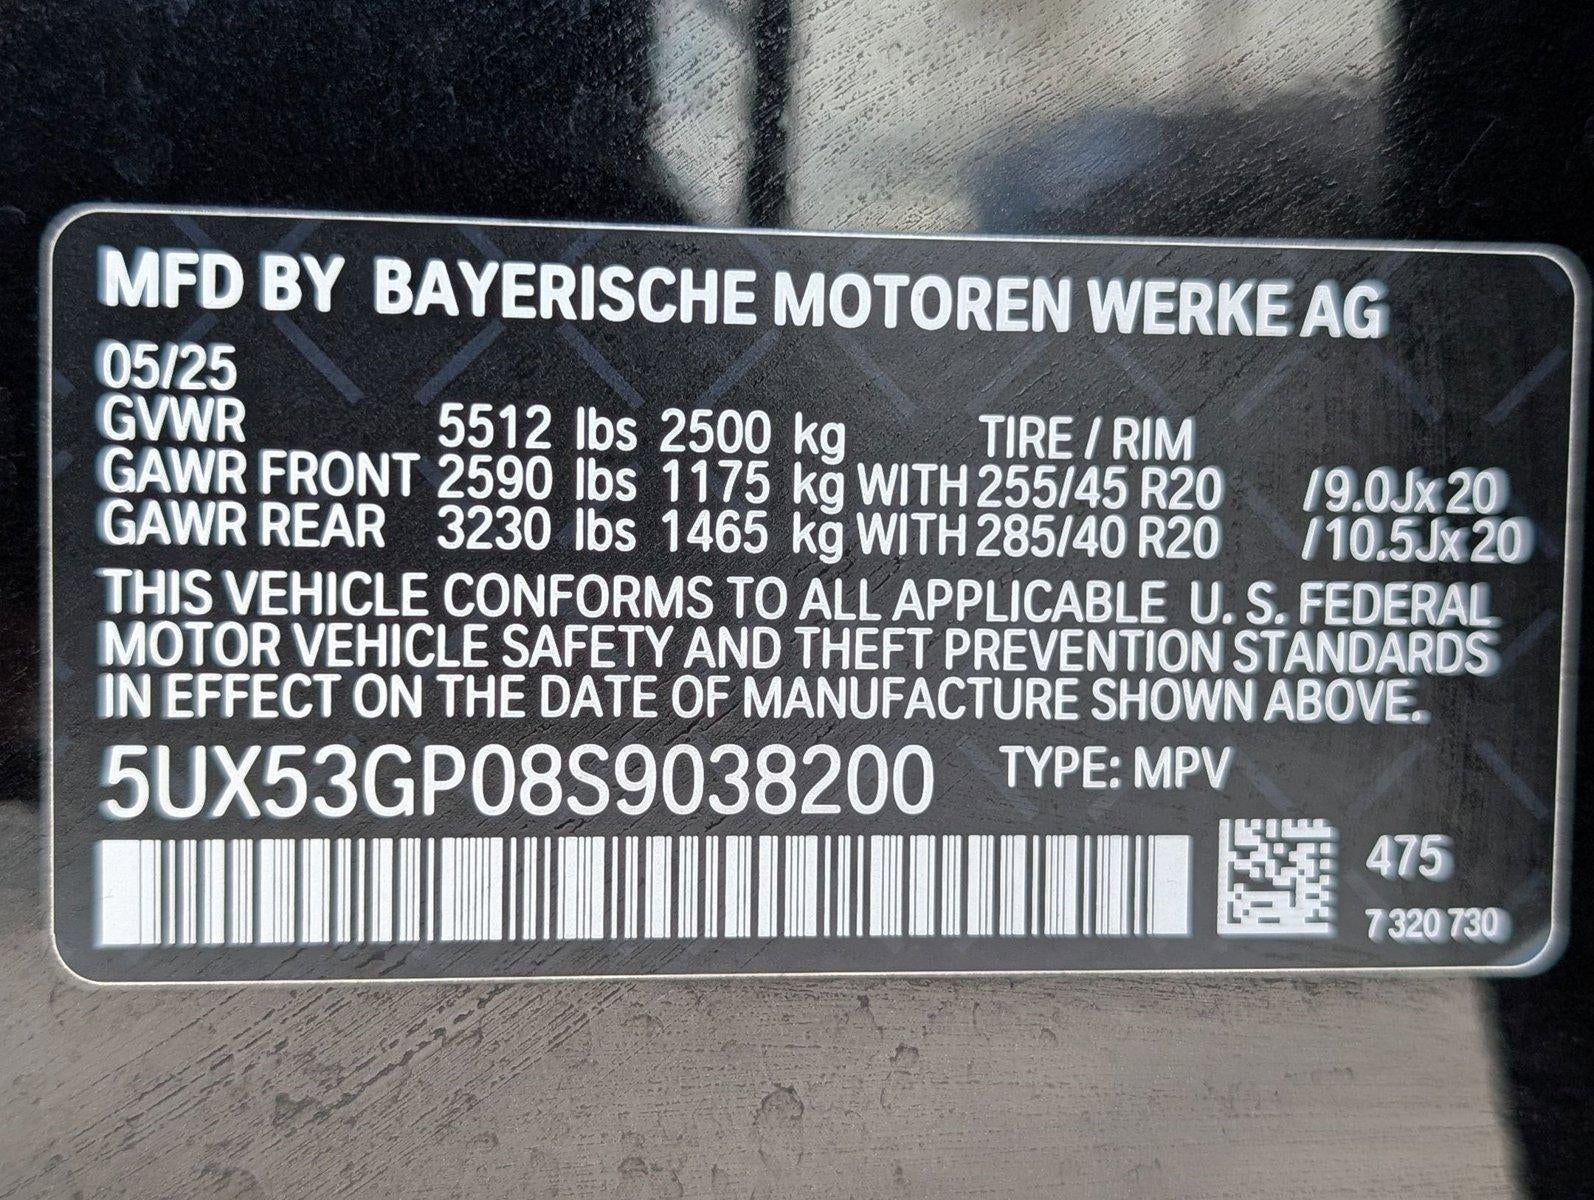 MFD BY BAYERISCHE MOTOREN WERKE AG
05/25
GVWR 5512 lbs 2500 kg TIRE / RIM
GAWR FRONT 2590 lbs 1175 kg WITH 255/45 R20 /9.0Jx20
GAWR REAR 3230 lbs 1465 kg WITH 285/40 R20 /10.5Jx20
THIS VEHICLE CONFORMS TO ALL APPLICABLE U. S. FEDERAL
MOTOR VEHICLE SAFETY AND THEFT PREVENTION STANDARDS
IN EFFECT ON THE DATE OF MANUFACTURE SHOWN ABOVE.
5UX53GP08S9038200 TYPE: MPV
475
7 320 730